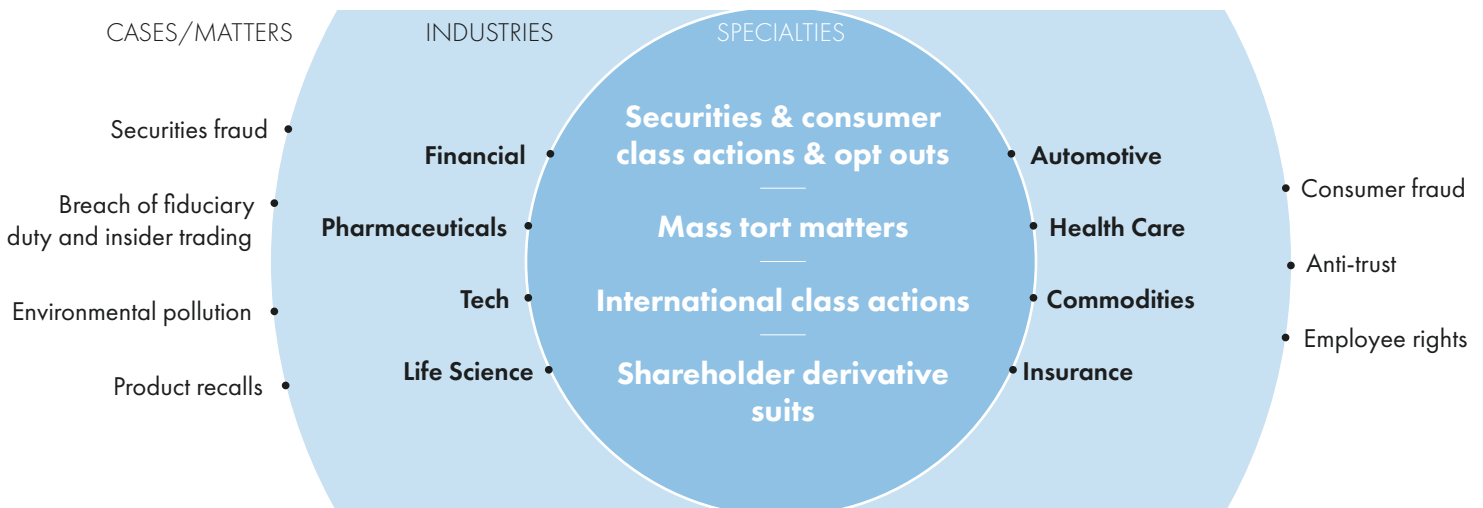 CASES/MATTERS
INDUSTRIES
SPECIALTIES
Securities fraud
Breach of fiduciary
duty and insider trading
Environmental pollution
Product recalls
Financial
Pharmaceuticals
Tech
Life Science
Securities & consumer
class actions & opt outs
Mass tort matters
International class actions
Shareholder derivative
suits
Automotive
Health Care
Commodities
Insurance
Consumer fraud
Anti-trust
Employee rights